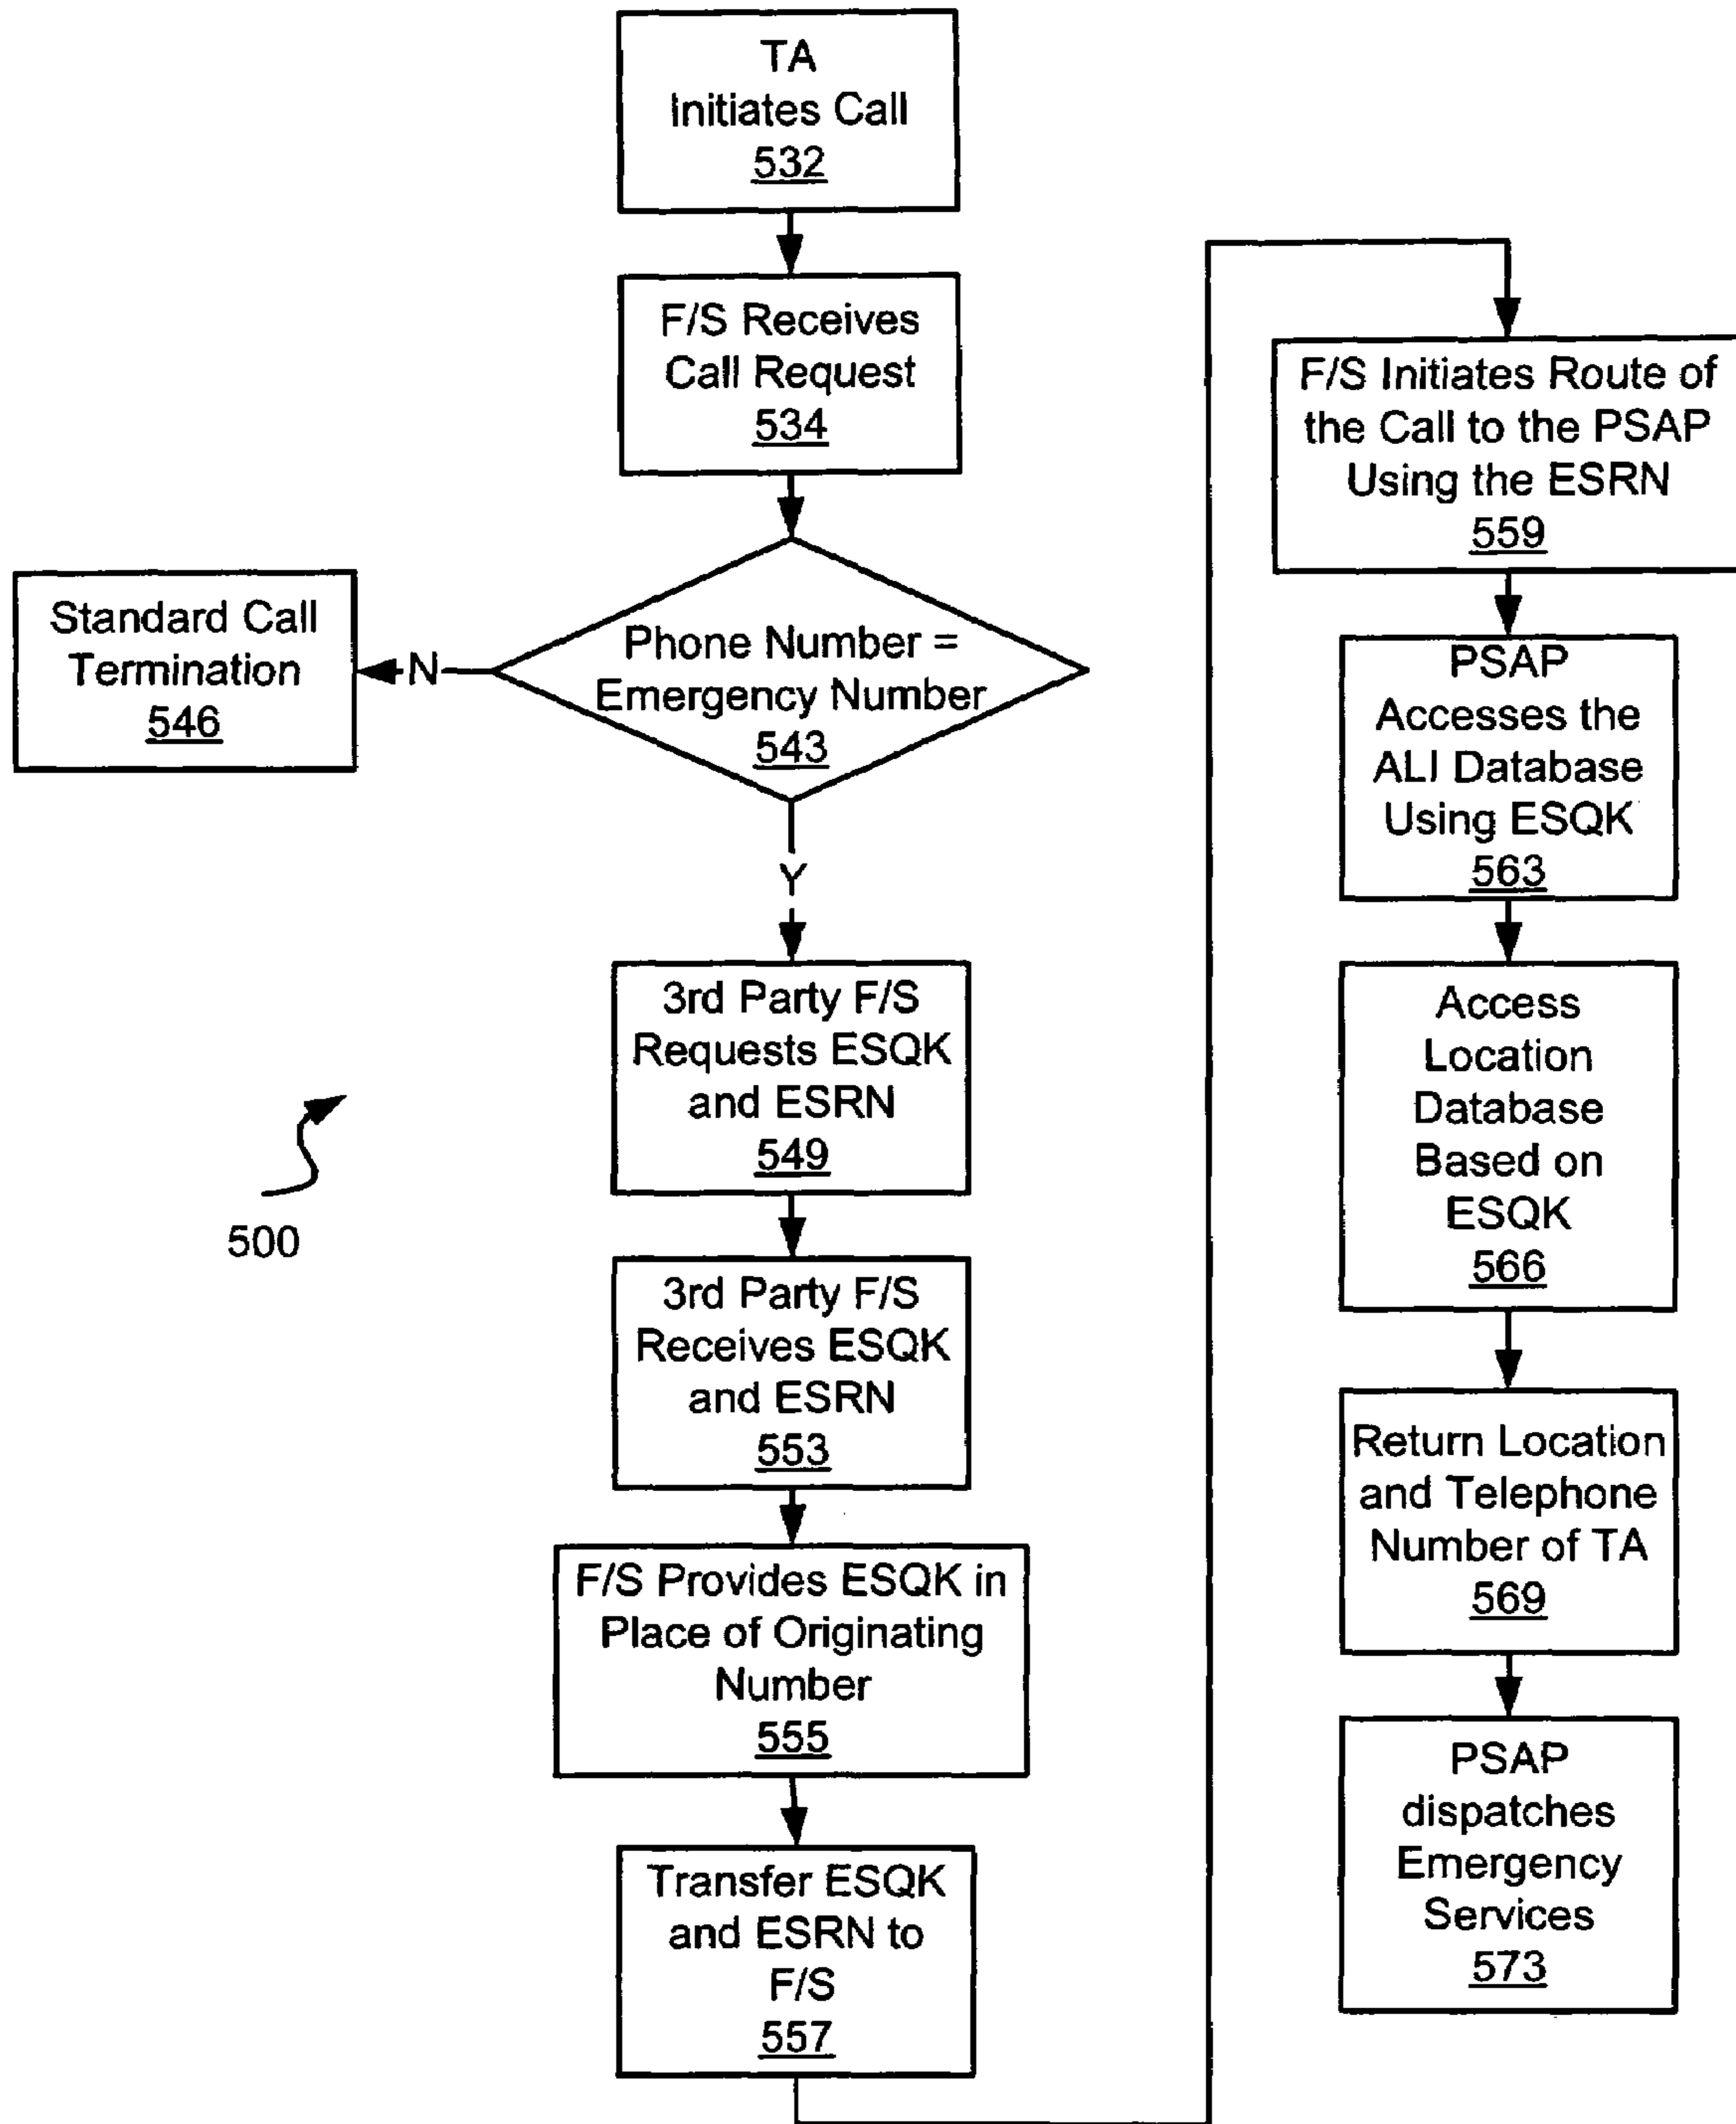 TA
Initiates Call
532
F/S Receives
Call Request
534
Phone Number =
Emergency Number
543
N
Standard Call
Termination
546
Y
3rd Party F/S
Requests ESQK
and ESRN
549
3rd Party F/S
Receives ESQK
and ESRN
553
F/S Provides ESQK in
Place of Originating
Number
555
Transfer ESQK
and ESRN to
F/S
557
500
F/S Initiates Route of
the Call to the PSAP
Using the ESRN
559
PSAP
Accesses the
ALI Database
Using ESQK
563
Access
Location
Database
Based on
ESQK
566
Return Location
and Telephone
Number of TA
569
PSAP
dispatches
Emergency
Services
573